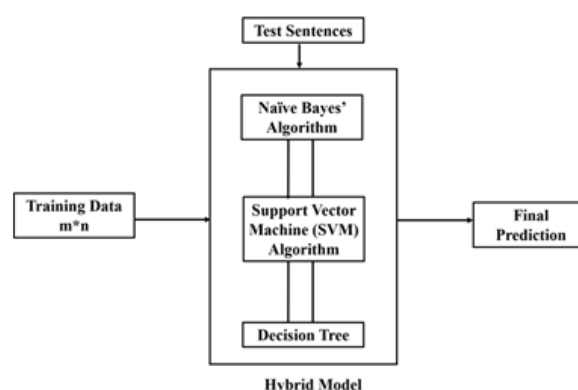 Test Sentences
Naïve Bayes'
Algorithm
Training Data
m*n
Support Vector
Machine (SVM)
Algorithm
Final
Prediction
Decision Tree
Hybrid Model